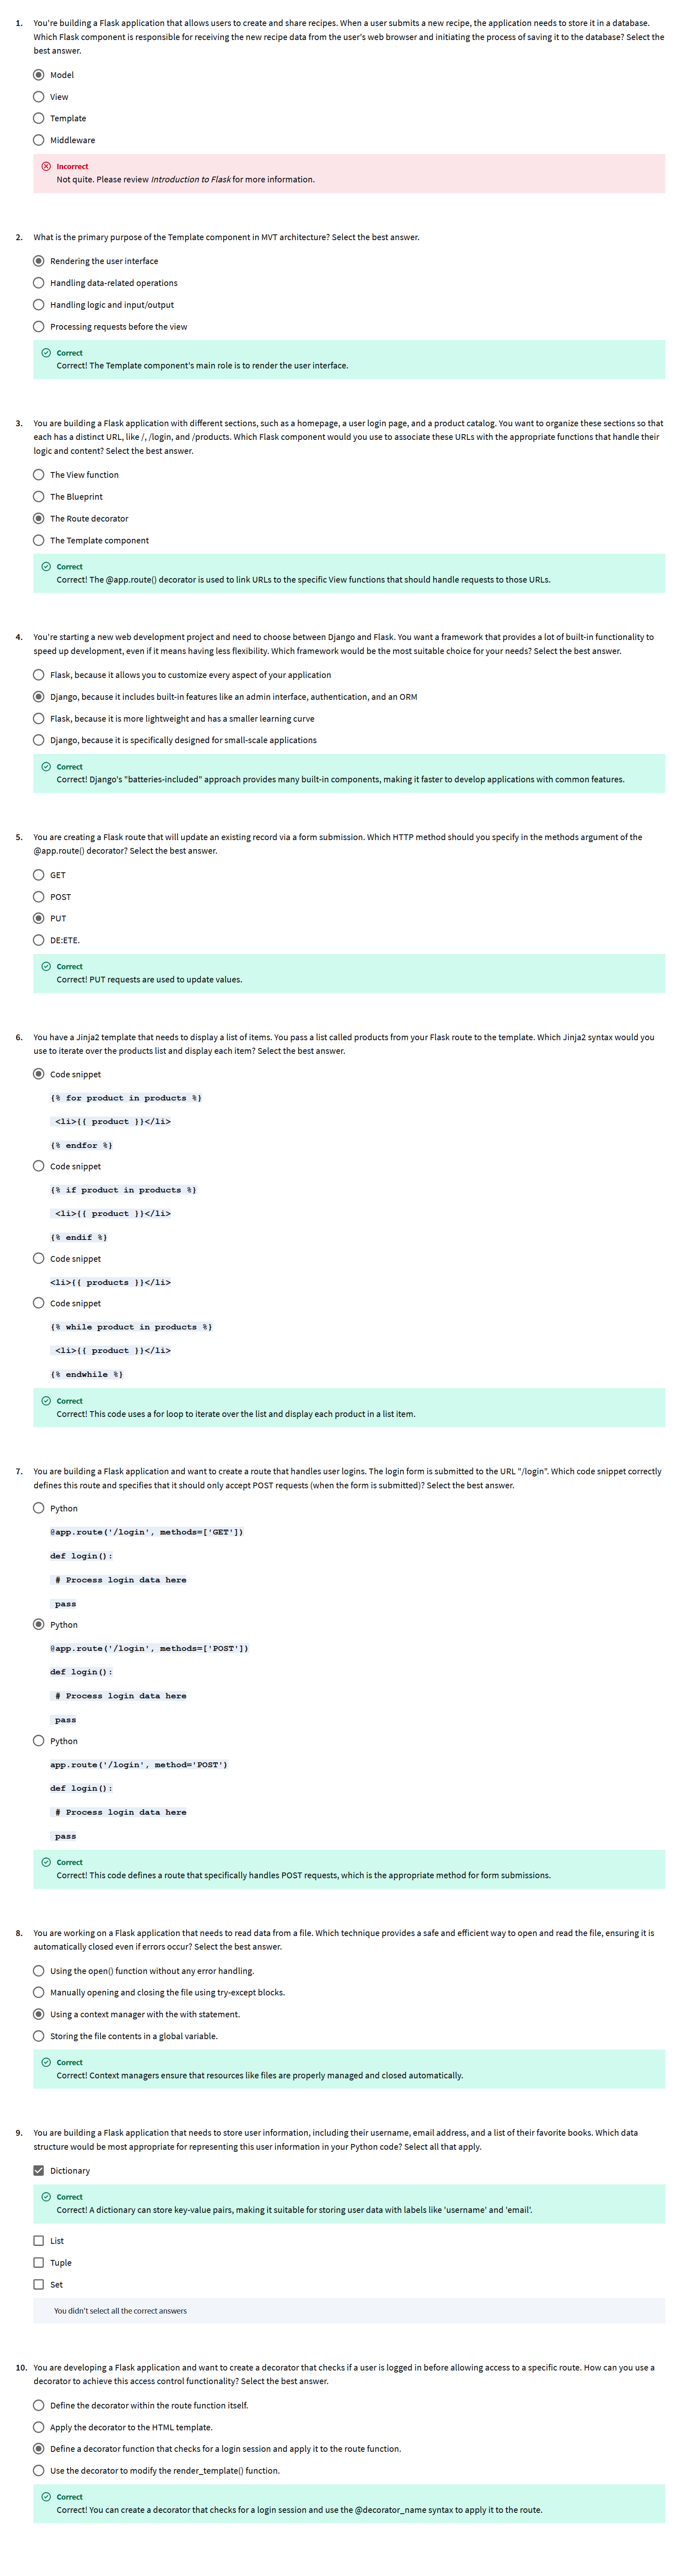 1. You're building a Flask application that allows users to create and share recipes. When a user submits a new recipe, the application needs to store it in a database.
Which Flask component is responsible for receiving the new recipe data from the user's web browser and initiating the process of saving it to the database? Select the
best answer.
Model
View
Template
Middleware
Incorrect
Not quite. Please review Introduction to Flask for more information.
2. What is the primary purpose of the Template component in MVT architecture? Select the best answer.
Rendering the user interface
Handling data-related operations
Handling logic and input/output
Processing requests before the view
Correct
Correct! The Template component's main role is to render the user interface.
3. You are building a Flask application with different sections, such as a homepage, a user login page, and a product catalog. You want to organize these sections so that
each has a distinct URL, like /, /login, and /products. Which Flask component would you use to associate these URLs with the appropriate functions that handle their
logic and content? Select the best answer.
The View function
The Blueprint
The Route decorator
The Template component
Correct
Correct! The @app.route() decorator is used to link URLs to the specific View functions that should handle requests to those URLs.
4. You're starting a new web development project and need to choose between Django and Flask. You want a framework that provides a lot of built-in functionality to
speed up development, even if it means having less flexibility. Which framework would be the most suitable choice for your needs? Select the best answer.
Flask, because it allows you to customize every aspect of your application
Django, because it includes built-in features like an admin interface, authentication, and an ORM
Flask, because it is more lightweight and has a smaller learning curve
Django, because it is specifically designed for small-scale applications
Correct
Correct! Django's "batteries-included" approach provides many built-in components, making it faster to develop applications with common features.
5. You are creating a Flask route that will update an existing record via a form submission. Which HTTP method should you specify in the methods argument of the
@app.route() decorator? Select the best answer.
GET
POST
PUT
DE:ETE.
Correct
Correct! PUT requests are used to update values.
6. You have a Jinja2 template that needs to display a list of items. You pass a list called products from your Flask route to the template. Which Jinja2 syntax would you
use to iterate over the products list and display each item? Select the best answer.
Code snippet
{% for product in products %}
<li>{{ product }}</li>
{% endfor %}
Code snippet
{% if product in products %}
<li>{{ product }}</li>
{% endif %}
Code snippet
<li>{{ products }}</li>
Code snippet
{% while product in products %}
<li>{{ product }}</li>
{% endwhile %}
Correct
Correct! This code uses a for loop to iterate over the list and display each product in a list item.
7. You are building a Flask application and want to create a route that handles user logins. The login form is submitted to the URL "/login". Which code snippet correctly
defines this route and specifies that it should only accept POST requests (when the form is submitted)? Select the best answer.
Python
@app.route('/login', methods=['GET'])
def login():
# Process login data here
pass
Python
@app.route('/login', methods=['POST'])
def login():
# Process login data here
pass
Python
app.route('/login', method='POST')
def login():
# Process login data here
pass
Correct
Correct! This code defines a route that specifically handles POST requests, which is the appropriate method for form submissions.
8. You are working on a Flask application that needs to read data from a file. Which technique provides a safe and efficient way to open and read the file, ensuring it is
automatically closed even if errors occur? Select the best answer.
Using the open() function without any error handling.
Manually opening and closing the file using try-except blocks.
Using a context manager with the with statement.
Storing the file contents in a global variable.
Correct
Correct! Context managers ensure that resources like files are properly managed and closed automatically.
9. You are building a Flask application that needs to store user information, including their username, email address, and a list of their favorite books. Which data
structure would be most appropriate for representing this user information in your Python code? Select all that apply.
Dictionary
Correct
Correct! A dictionary can store key-value pairs, making it suitable for storing user data with labels like 'username' and 'email'.
List
Tuple
Set
You didn't select all the correct answers
10. You are developing a Flask application and want to create a decorator that checks if a user is logged in before allowing access to a specific route. How can you use a
decorator to achieve this access control functionality? Select the best answer.
Define the decorator within the route function itself.
Apply the decorator to the HTML template.
Define a decorator function that checks for a login session and apply it to the route function.
Use the decorator to modify the render_template() function.
Correct
Correct! You can create a decorator that checks for a login session and use the @decorator_name syntax to apply it to the route.